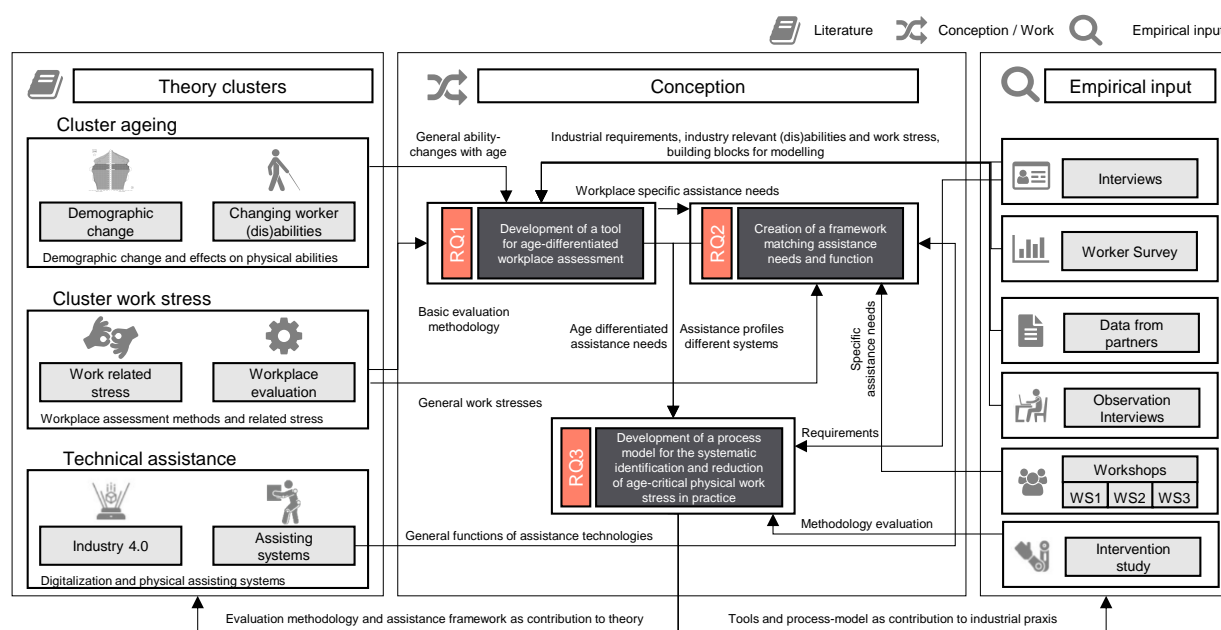 Literature
Conception / Work
Empirical input
Theory clusters
Conception
Empirical input
Cluster ageing
Demographic
change
Changing worker
(dis)abilities
Demographic change and effects on physical abilities
Cluster work stress
Work related
stress
Workplace
evaluation
Workplace assessment methods and related stress
Technical assistance
Industry 4.0
Assisting
systems
Digitalization and physical assisting systems
General ability-
changes with age
Industrial requirements, industry relevant (dis)abilities and work stress,
building blocks for modelling
Workplace specific assistance needs
RQ1
Development of a tool
for age-differentiated
workplace assessment
RQ2
Creation of a framework
matching assistance
needs and function
Basic evaluation
methodology
Age differentiated
assistance needs
Assistance profiles
different systems
Specific
assistance needs
General work stresses
RQ3
Development of a process
model for the systematic
identification and reduction
of age-critical physical work
stress in practice
Requirements
Methodology evaluation
General functions of assistance technologies
Interviews
Worker Survey
Data from
partners
Observation
Interviews
Workshops
WS1 WS2 WS3
Intervention
study
Evaluation methodology and assistance framework as contribution to theory
Tools and process-model as contribution to industrial praxis